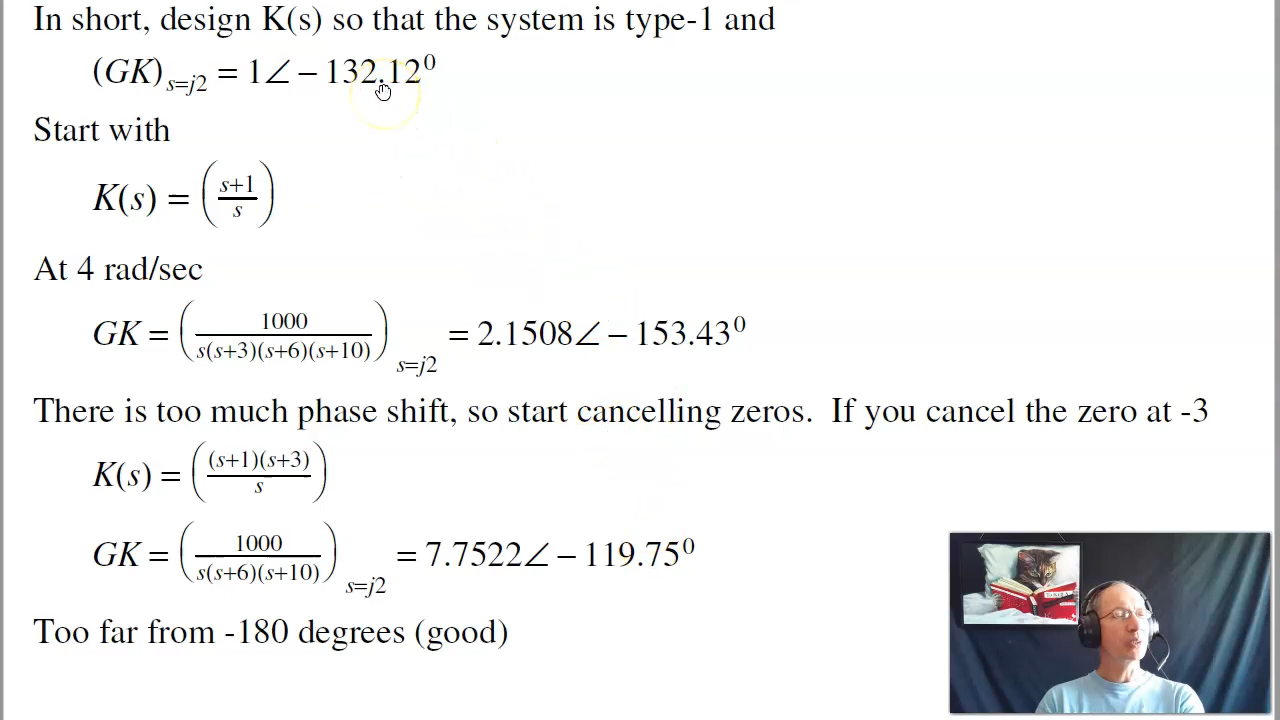 In short, design K(s) so that the system is type-1 and
(GK)_{s=j2} = 1∠ − 132.12⁰
Start with
K(s) = ( (s+1) / s )
At 4 rad/sec
GK = ( 1000 / (s(s+3)(s+6)(s+10)) )_{s=j2} = 2.1508∠ − 153.43⁰
There is too much phase shift, so start cancelling zeros. If you cancel the zero at -3
K(s) = ( ((s+1)(s+3)) / s )
GK = ( 1000 / (s(s+6)(s+10)) )_{s=j2} = 7.7522∠ − 119.75⁰
Too far from -180 degrees (good)